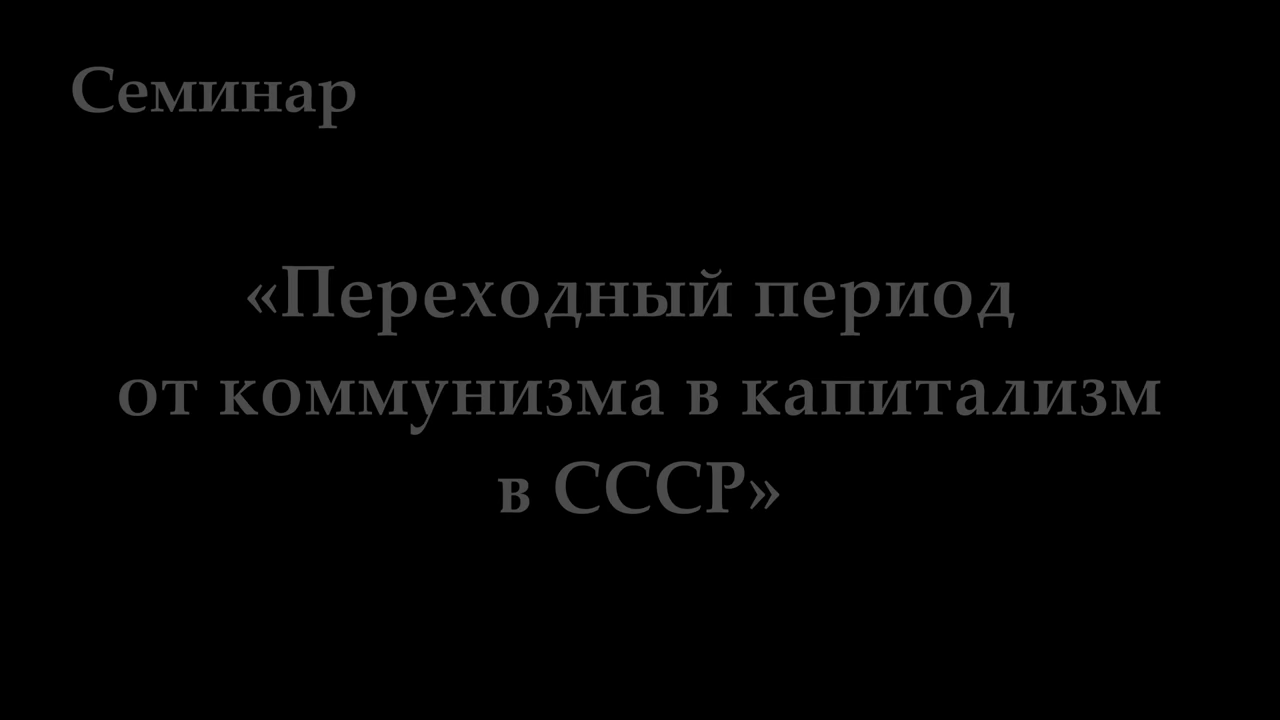 Семинар
«Переходный период
от коммунизма в капитализм
в СССР»